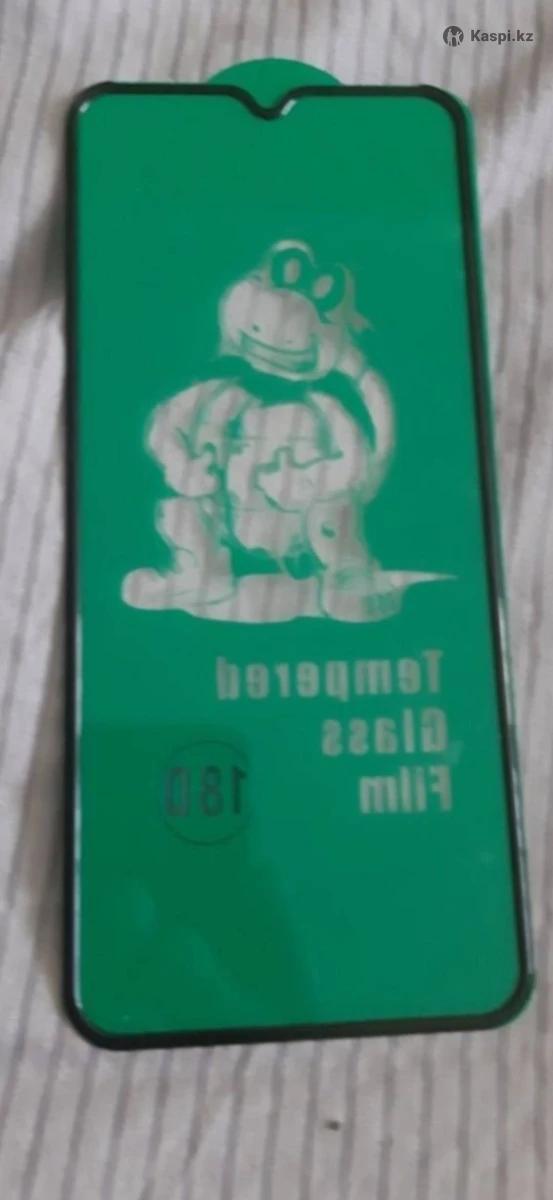 Kaspi.kz
Tempered
Glass
Film
18D